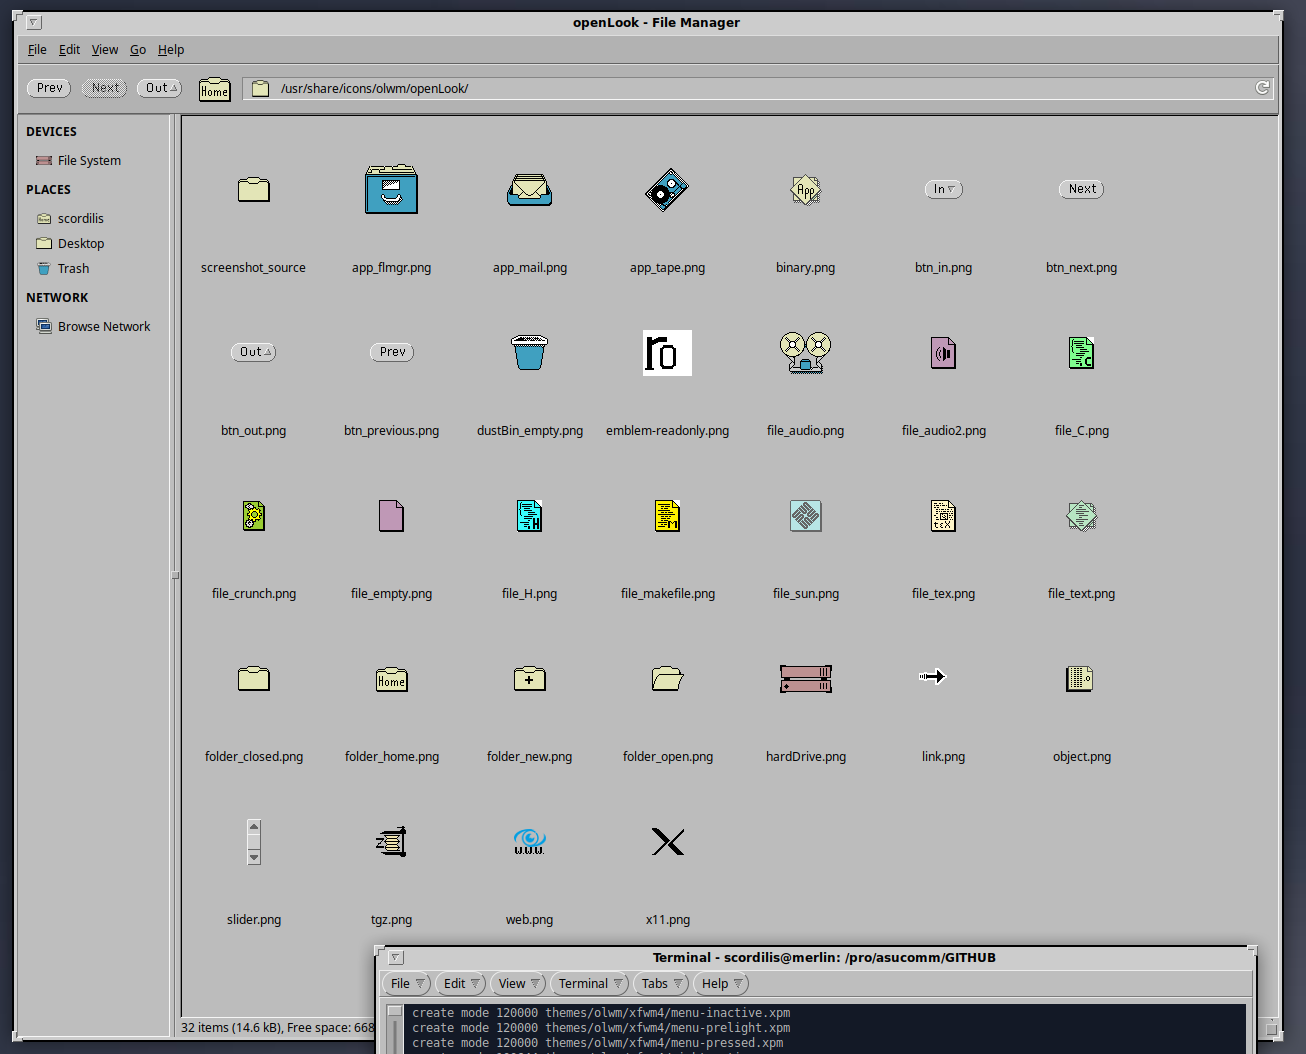 openLook - File Manager
File Edit View Go Help
Prev Next Out Home /usr/share/icons/olwm/openLook/
DEVICES
File System
PLACES
scordilis
Desktop
Trash
NETWORK
Browse Network
App In Next
screenshot_source app_flmgr.png app_mail.png app_tape.png binary.png btn_in.png btn_next.png
Out Prev ro C
btn_out.png btn_previous.png dustBin_empty.png emblem-readonly.png file_audio.png file_audio2.png file_C.png
H M tex
file_crunch.png file_empty.png file_H.png file_makefile.png file_sun.png file_tex.png file_text.png
Home
folder_closed.png folder_home.png folder_new.png folder_open.png hardDrive.png link.png object.png
Z W.W.W. X
slider.png tgz.png web.png x11.png
32 items (14.6 kB), Free space: 668
Terminal - scordilis@merlin: /pro/asucomm/GITHUB
File Edit View Terminal Tabs Help
create mode 120000 themes/olwm/xfwm4/menu-inactive.xpm
create mode 120000 themes/olwm/xfwm4/menu-prelight.xpm
create mode 120000 themes/olwm/xfwm4/menu-pressed.xpm